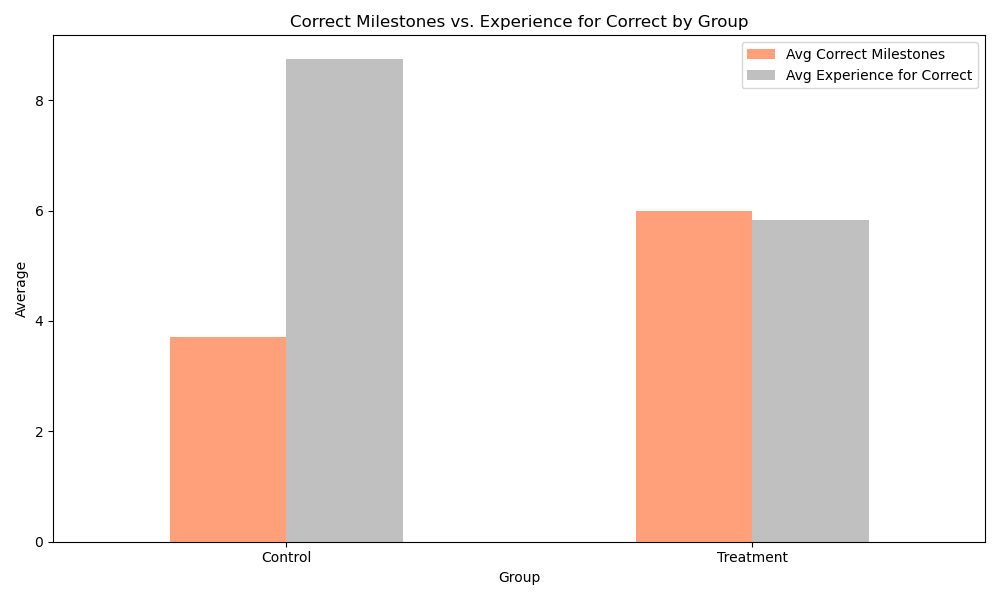 Correct Milestones vs. Experience for Correct by Group
Avg Correct Milestones
Avg Experience for Correct
8
6
4
2
0
Average
Control
Treatment
Group